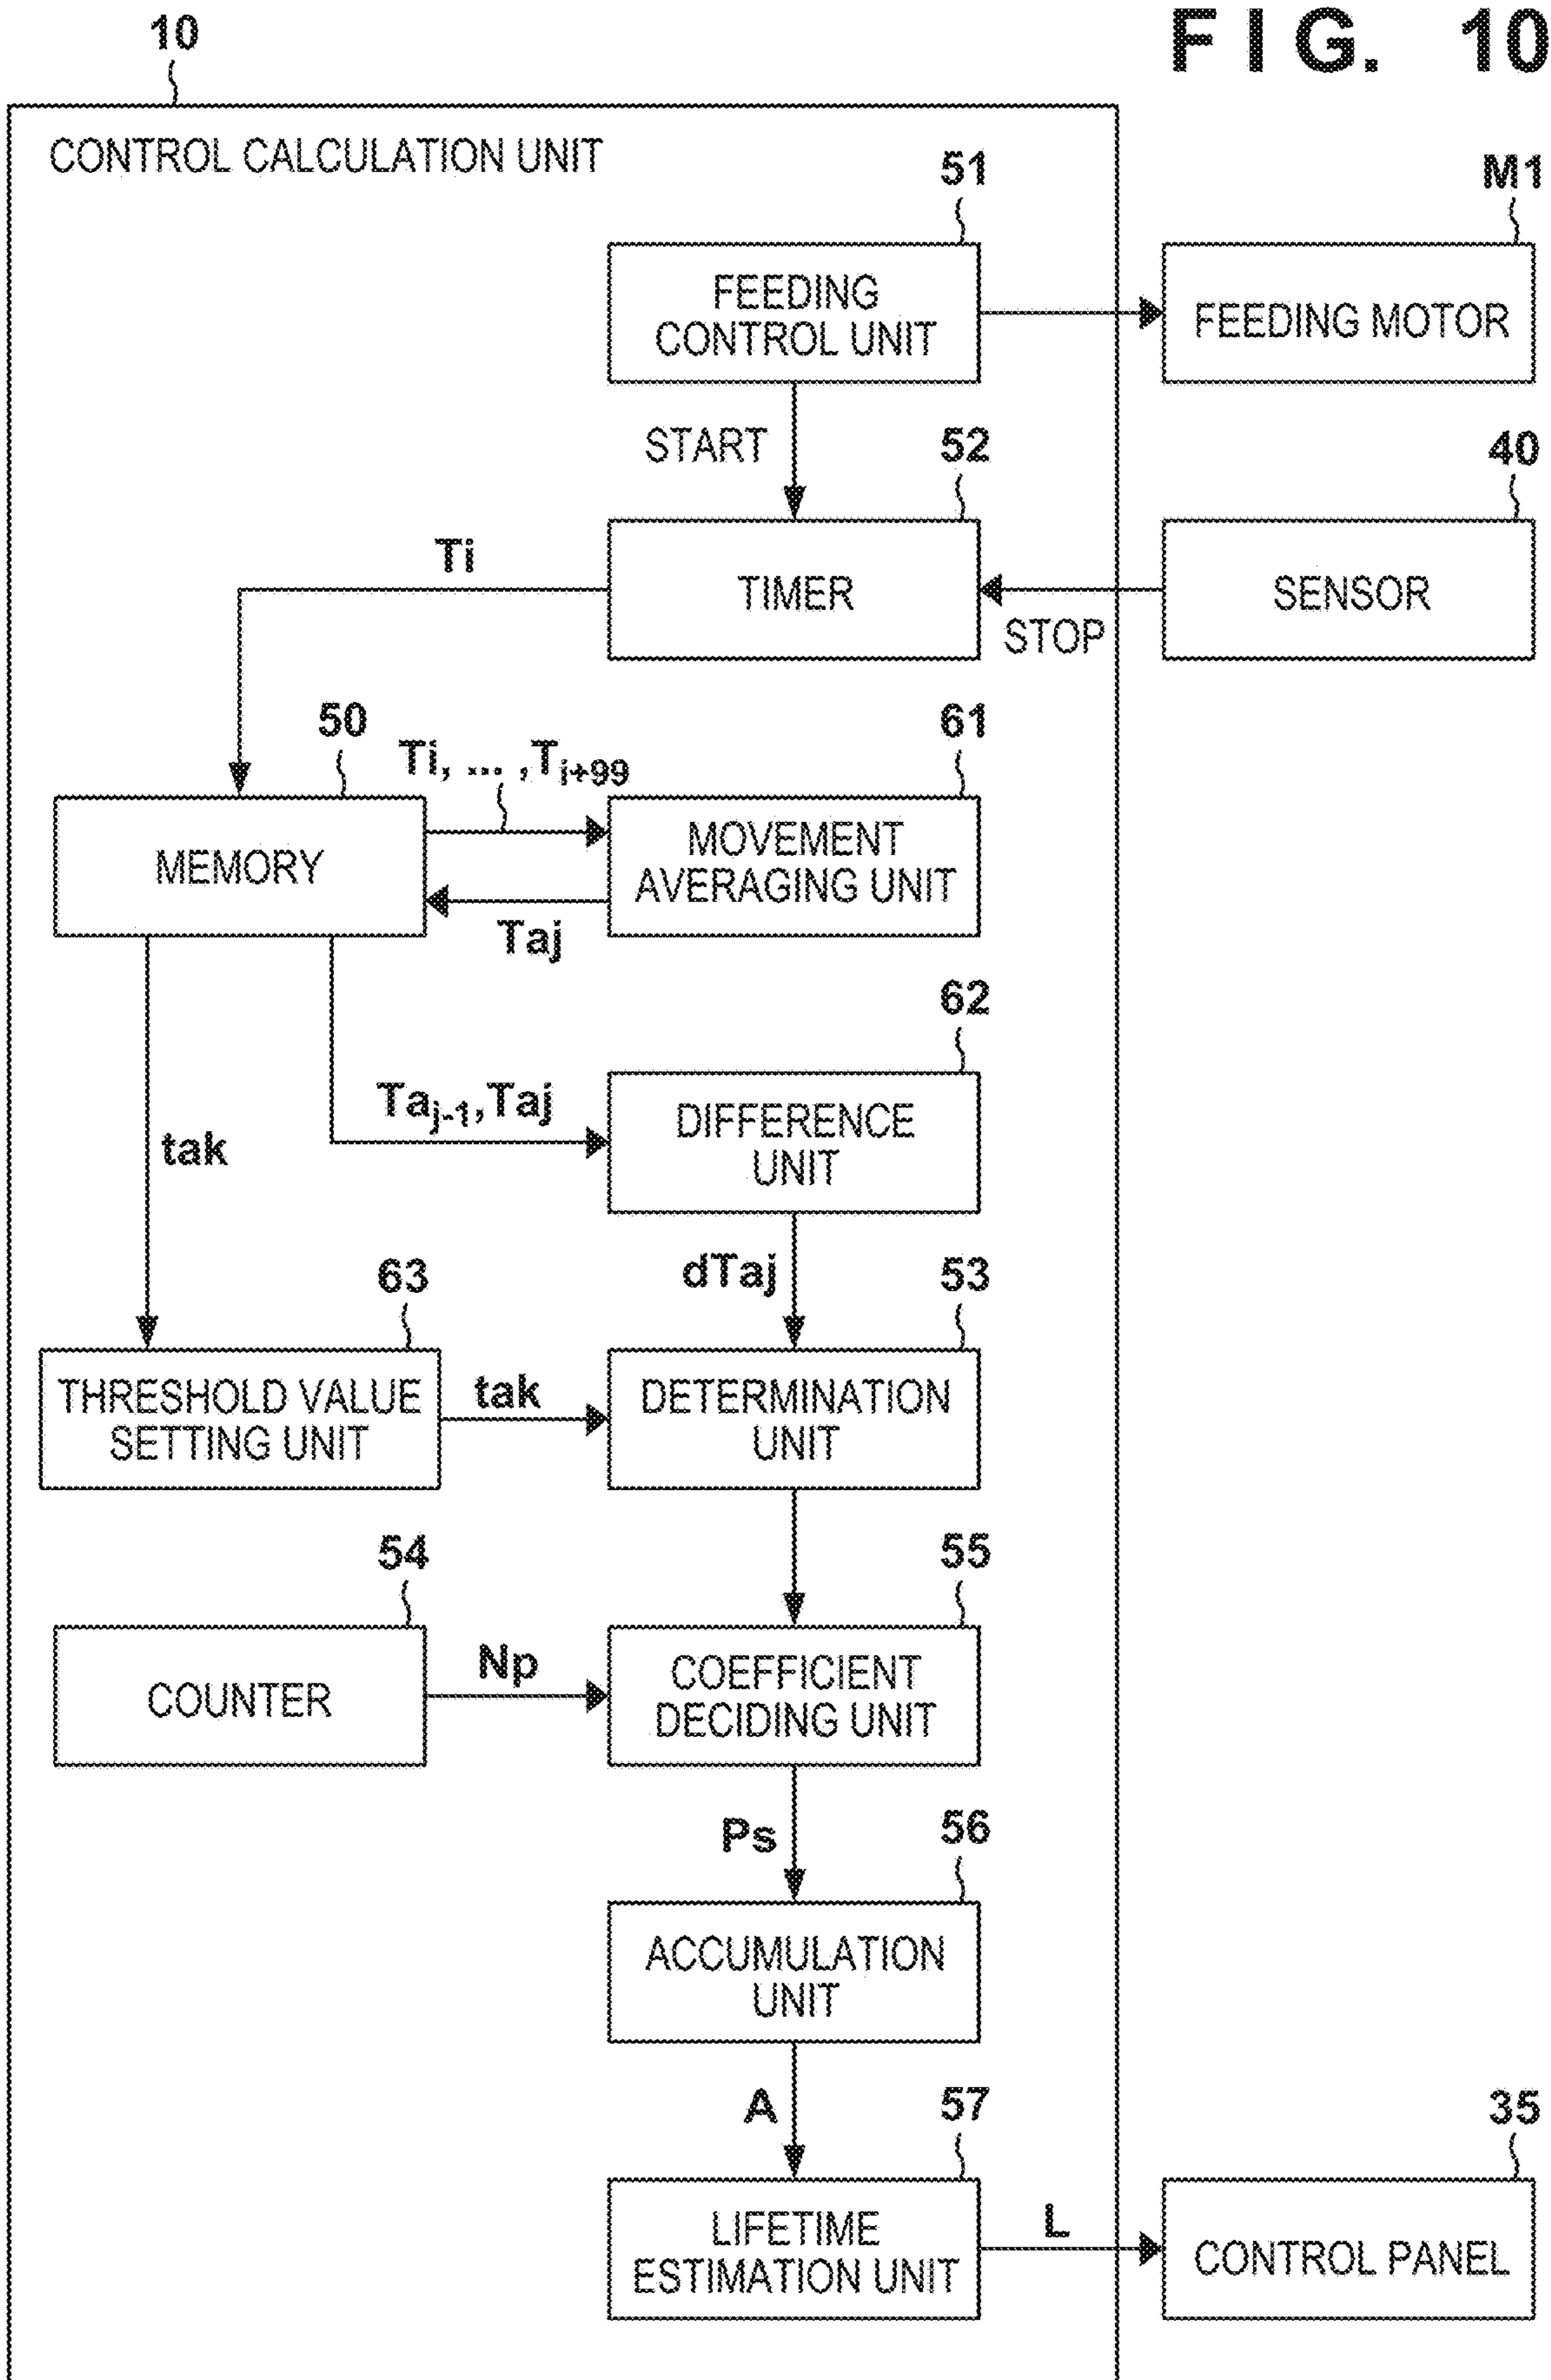 FIG. 10
10
CONTROL CALCULATION UNIT
51
M1
FEEDING
CONTROL UNIT
FEEDING MOTOR
START
52
40
Ti
TIMER
STOP
SENSOR
50
Ti, ... ,Ti+99
61
MEMORY
MOVEMENT
AVERAGING UNIT
Taj
62
Taj-1,Taj
DIFFERENCE
UNIT
tak
63
dTaj
53
THRESHOLD VALUE
SETTING UNIT
tak
DETERMINATION
UNIT
54
55
COUNTER
Np
COEFFICIENT
DECIDING UNIT
Ps
56
ACCUMULATION
UNIT
A
57
35
LIFETIME
ESTIMATION UNIT
L
CONTROL PANEL